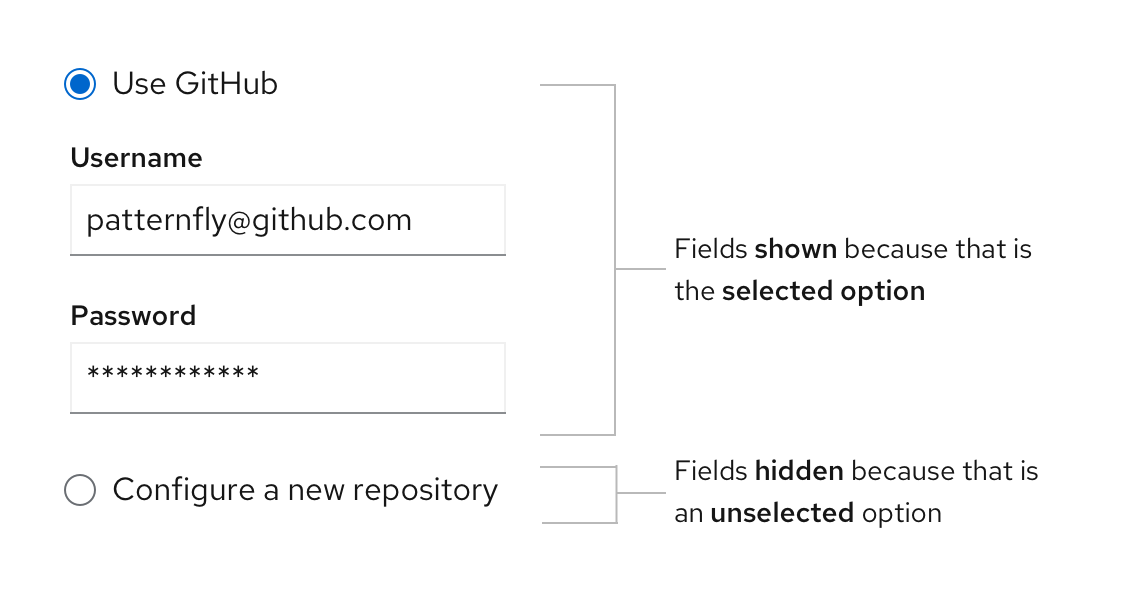 Use GitHub
Username
patternfly@github.com
Password
************
Configure a new repository
Fields shown because that is
the selected option
Fields hidden because that is
an unselected option